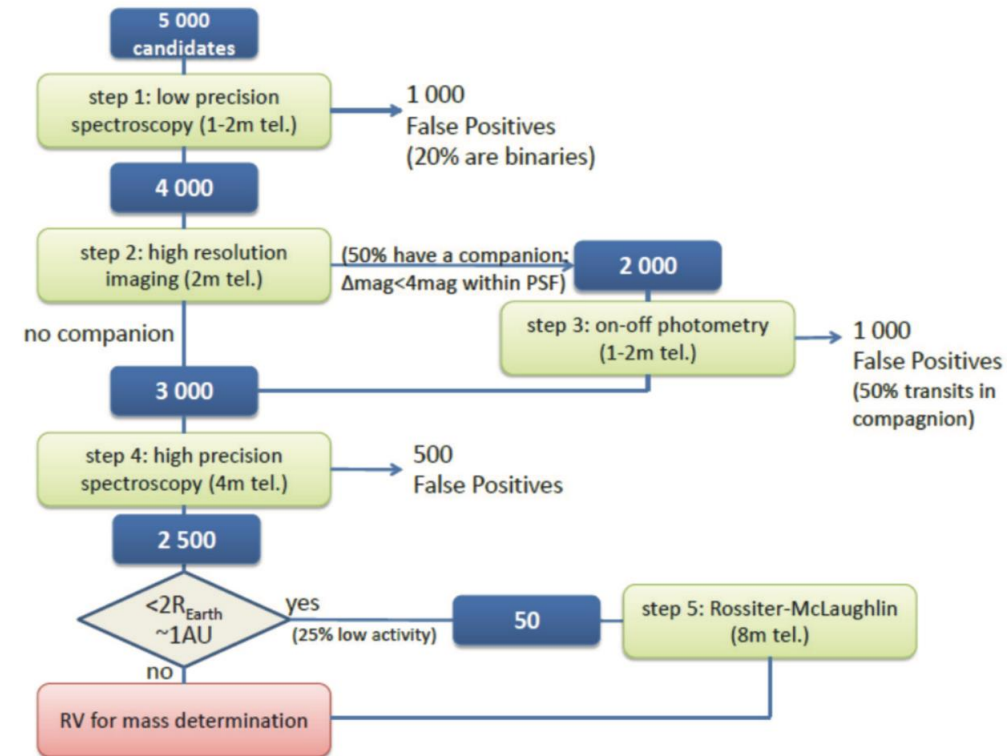 5 000
candidates
step 1: low precision
spectroscopy (1-2m tel.)
1 000
False Positives
(20% are binaries)
4 000
step 2: high resolution
imaging (2m tel.)
(50% have a companion:
Δmag<4mag within PSF)
2 000
no companion
step 3: on-off photometry
(1-2m tel.)
1 000
False Positives
(50% transits in
compagnion)
3 000
step 4: high precision
spectroscopy (4m tel.)
500
False Positives
2 500
<2R_Earth
~1AU
yes
(25% low activity)
50
step 5: Rossiter-McLaughlin
(8m tel.)
no
RV for mass determination